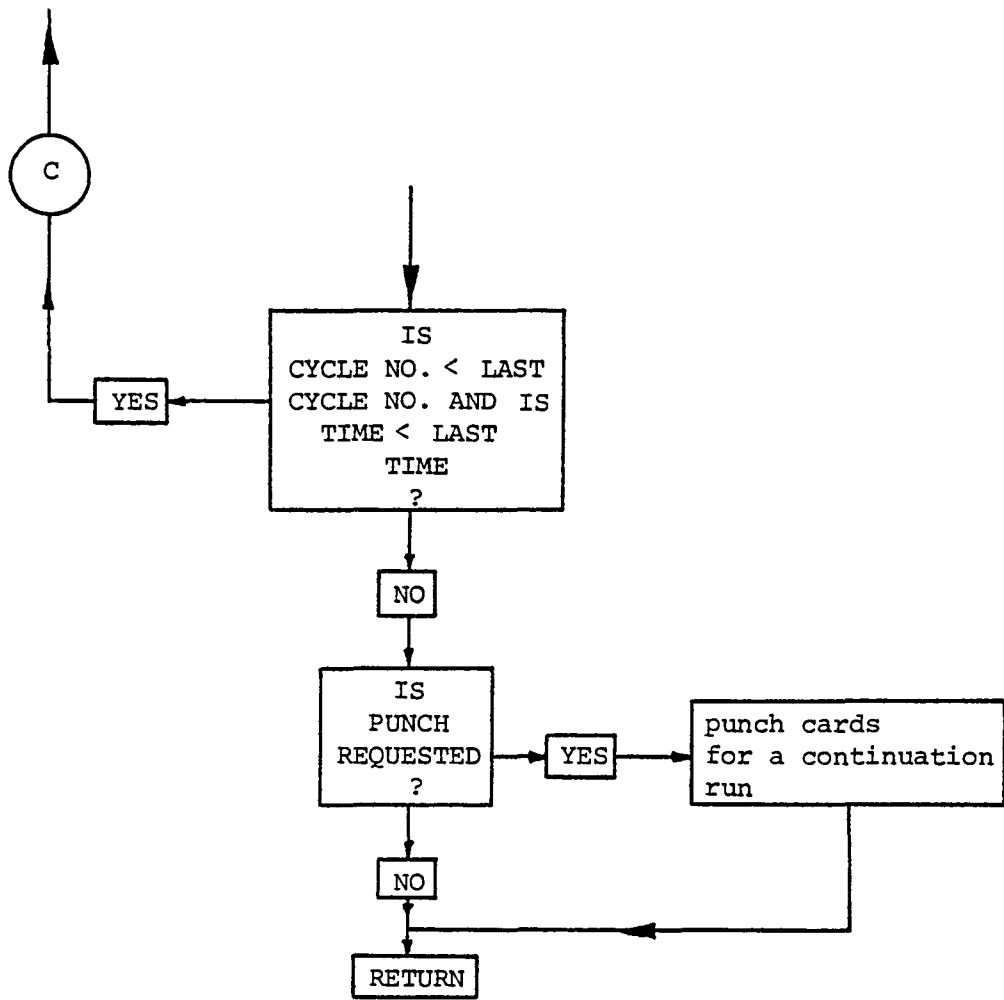 C
IS
CYCLE NO. < LAST
CYCLE NO. AND IS
TIME < LAST
TIME
?
YES
NO
IS
PUNCH
REQUESTED
?
YES
punch cards
for a continuation
run
NO
RETURN